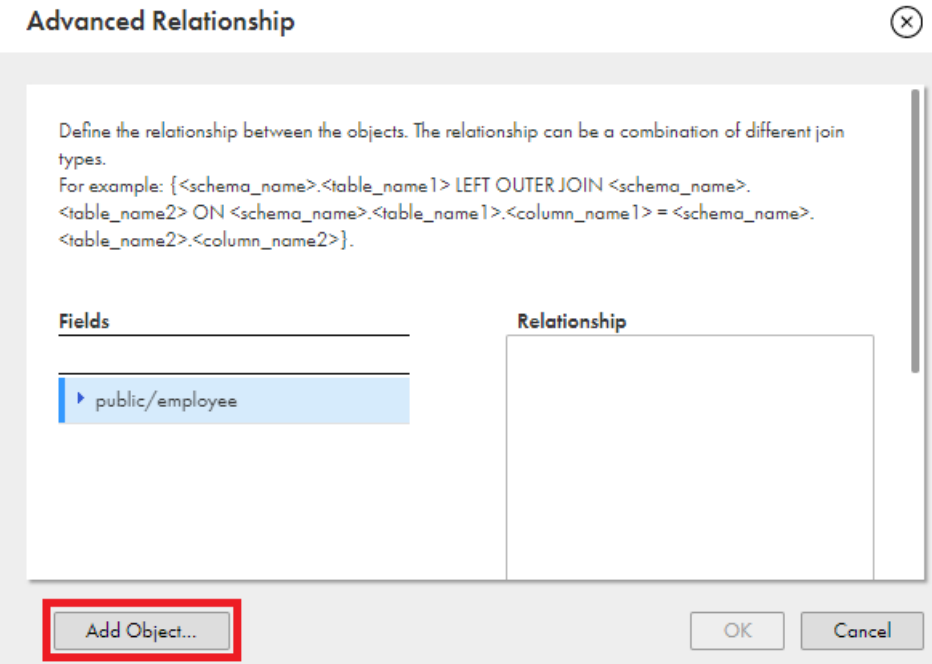 Advanced Relationship
Define the relationship between the objects. The relationship can be a combination of different join
types.
For example: {<schema_name>.<table_name1> LEFT OUTER JOIN <schema_name>.
<table_name2> ON <schema_name>.<table_name1>.<column_name1> = <schema_name>.
<table_name2>.<column_name2>}.
Fields
Relationship
public/employee
Add Object...
OK
Cancel